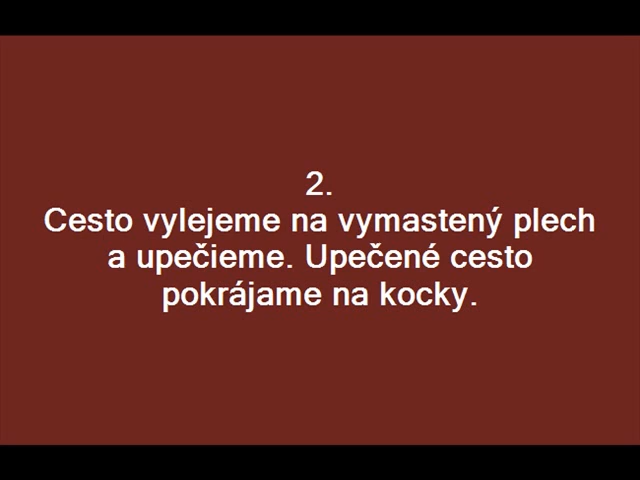 2.
Cesto vylejeme na vymastený plech
a upečieme. Upečené cesto
pokrájame na kocky.